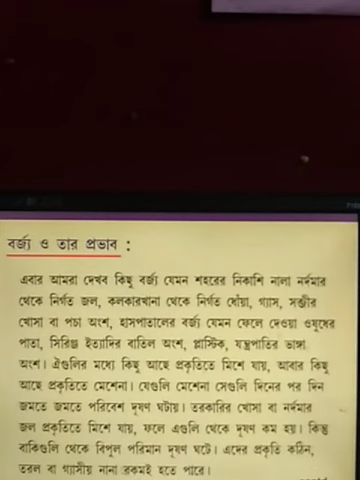 বর্জ্য ও তার প্রভাব :
এবার আমরা দেখব কিছু বর্জ্য যেমন শহরের নিকাশি নালা নর্দমার
থেকে নির্গত জল, কলকারখানা থেকে নির্গত ধোঁয়া, গ্যাস, সব্জীর
খোসা বা পচা অংশ, হাসপাতালের বর্জ্য যেমন ফেলে দেওয়া ওষুধের
পাতা, সিরিঞ্জ ইত্যাদির বাতিল অংশ, প্লাস্টিক, যন্ত্রপাতির ভাঙ্গা
অংশ। ঐগুলির মধ্যে কিছু আছে প্রকৃতিতে মিশে যায়, আবার কিছু
আছে প্রকৃতিতে মেশেনা। যেগুলি মেশেনা সেগুলি দিনের পর দিন
জমতে জমতে পরিবেশ দূষণ ঘটায়। তরকারির খোসা বা নর্দমার
জল প্রকৃতিতে মিশে যায়, ফলে এগুলি থেকে দূষণ কম হয়। কিন্তু
বাকিগুলি থেকে বিপুল পরিমান দূষণ ঘটে। এদের প্রকৃতি কঠিন,
তরল বা গ্যাসীয় নানা রকমই হতে পারে।